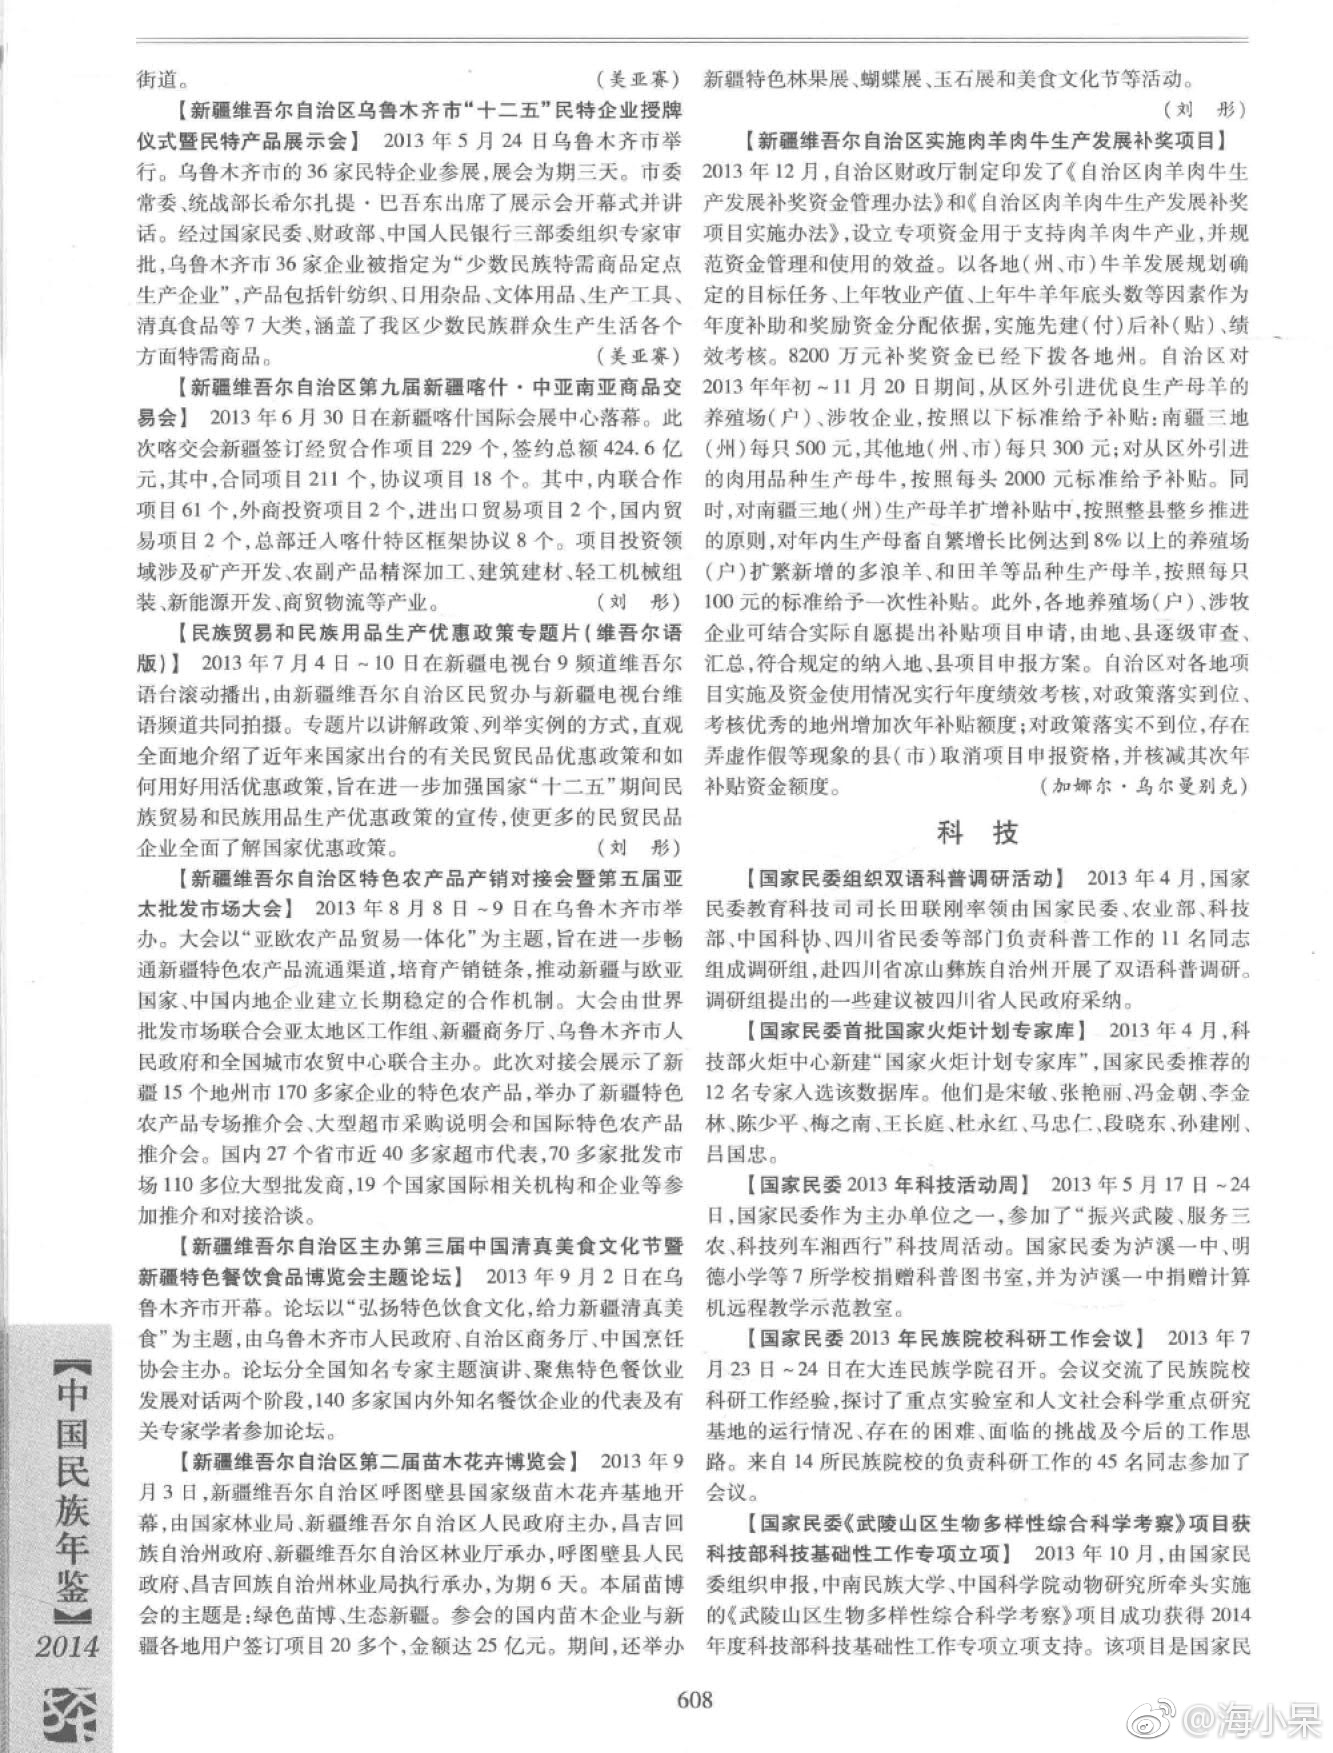 街道。 (美亚赛)
【新疆维吾尔自治区乌鲁木齐市“十二五”民特企业授牌
仪式暨民特产品展示会】 2013年5月24日乌鲁木齐市举
行。乌鲁木齐市的36家民特企业参展,展会为期三天。市委
常委、统战部长希尔扎提·巴吾东出席了展示会开幕式并讲
话。经过国家民委、财政部、中国人民银行三部委组织专家审
批,乌鲁木齐市36家企业被指定为“少数民族特需商品定点
生产企业”,产品包括针纺织、日用杂品、文体用品、生产工具、
清真食品等7大类,涵盖了我区少数民族群众生产生活各个
方面特需商品。 (美亚赛)
【新疆维吾尔自治区第九届新疆喀什·中亚南亚商品交
易会】 2013年6月30日在新疆喀什国际会展中心落幕。此
次喀交会新疆签订经贸合作项目229个,签约总额424.6亿
元,其中,合同项目211个,协议项目18个。其中,内联合作
项目61个,外商投资项目2个,进出口贸易项目2个,国内贸
易项目2个,总部迁入喀什特区框架协议8个。项目投资领
域涉及矿产开发、农副产品精深加工、建筑建材、轻工机械组
装、新能源开发、商贸物流等产业。 (刘 彤)
【民族贸易和民族用品生产优惠政策专题片(维吾尔语
版)】 2013年7月4日~10日在新疆电视台9频道维吾尔
语台滚动播出,由新疆维吾尔自治区民贸办与新疆电视台维
语频道共同拍摄。专题片以讲解政策、列举实例的方式,直观
全面地介绍了近年来国家出台的有关民贸民品优惠政策和如
何用好用活优惠政策,旨在进一步加强国家“十二五”期间民
族贸易和民族用品生产优惠政策的宣传,使更多的民贸民品
企业全面了解国家优惠政策。 (刘 彤)
【新疆维吾尔自治区特色农产品产销对接会暨第五届亚
太批发市场大会】 2013年8月8日~9日在乌鲁木齐市举
办。大会以“亚欧农产品贸易一体化”为主题,旨在进一步畅
通新疆特色农产品流通渠道,培育产销链条,推动新疆与欧亚
国家、中国内地企业建立长期稳定的合作机制。大会由世界
批发市场联合会亚太地区工作组、新疆商务厅、乌鲁木齐市人
民政府和全国城市农贸中心联合主办。此次对接会展示了新
疆15个地州市170多家企业的特色农产品,举办了新疆特色
农产品专场推介会、大型超市采购说明会和国际特色农产品
推介会。国内27个省市近40多家超市代表,70多家批发市
场110多位大型批发商,19个国家国际相关机构和企业等参
加推介和对接洽谈。
【新疆维吾尔自治区主办第三届中国清真美食文化节暨
新疆特色餐饮食品博览会主题论坛】 2013年9月2日在乌
鲁木齐市开幕。论坛以“弘扬特色饮食文化,给力新疆清真美
食”为主题,由乌鲁木齐市人民政府、自治区商务厅、中国烹饪
协会主办。论坛分全国知名专家主题演讲、聚焦特色餐饮业
发展对话两个阶段,140多家国内外知名餐饮企业的代表及有
关专家学者参加论坛。
【新疆维吾尔自治区第二届苗木花卉博览会】 2013年9
月3日,新疆维吾尔自治区呼图壁县国家级苗木花卉基地开
幕,由国家林业局、新疆维吾尔自治区人民政府主办,昌吉回
族自治州政府、新疆维吾尔自治区林业厅承办,呼图壁县人民
政府、昌吉回族自治州林业局执行承办,为期6天。本届苗博
会的主题是:绿色苗博、生态新疆。参会的国内苗木企业与新
疆各地用户签订项目20多个,金额达25亿元。期间,还举办
新疆特色林果展、蝴蝶展、玉石展和美食文化节等活动。
(刘 彤)
【新疆维吾尔自治区实施肉羊肉牛生产发展补奖项目】
2013年12月,自治区财政厅制定印发了《自治区肉羊肉牛生
产发展补奖资金管理办法》和《自治区肉羊肉牛生产发展补奖
项目实施办法》,设立专项资金用于支持肉羊肉牛产业,并规
范资金管理和使用的效益。以各地(州、市)牛羊发展规划确
定的目标任务、上年牧业产值、上年牛羊年底头数等因素作为
年度补助和奖励资金分配依据,实施先建(付)后补(贴)、绩
效考核。8200万元补奖资金已经下拨各地州。自治区对
2013年年初~11月20日期间,从区外引进优良生产母羊的
养殖场(户)、涉牧企业,按照以下标准给予补贴:南疆三地
(州)每只500元,其他地(州、市)每只300元;对从区外引进
的肉用品种生产母牛,按照每头2000元标准给予补贴。同
时,对南疆三地(州)生产母羊扩增补贴中,按照整县整乡推进
的原则,对年内生产母畜自繁增长比例达到8%以上的养殖场
(户)扩繁新增的多浪羊、和田羊等品种生产母羊,按照每只
100元的标准给予一次性补贴。此外,各地养殖场(户)、涉牧
企业可结合实际自愿提出补贴项目申请,由地、县逐级审查、
汇总,符合规定的纳入地、县项目申报方案。自治区对各地项
目实施及资金使用情况实行年度绩效考核,对政策落实到位、
考核优秀的地州增加次年补贴额度;对政策落实不到位,存在
弄虚作假等现象的县(市)取消项目申报资格,并核减其次年
补贴资金额度。 (加娜尔·乌尔曼别克)
科 技
【国家民委组织双语科普调研活动】 2013年4月,国家
民委教育科技司司长田联刚率领由国家民委、农业部、科技
部、中国科协、四川省民委等部门负责科普工作的11名同志
组成调研组,赴四川省凉山彝族自治州开展了双语科普调研。
调研组提出的一些建议被四川省人民政府采纳。
【国家民委首批国家火炬计划专家库】 2013年4月,科
技部火炬中心新建“国家火炬计划专家库”,国家民委推荐的
12名专家入选该数据库。他们是宋敏、张艳丽、冯金朝、李金
林、陈少平、梅之南、王长庭、杜永红、马忠仁、段晓东、孙建刚、
吕国忠。
【国家民委2013年科技活动周】 2013年5月17日~24
日,国家民委作为主办单位之一,参加了“振兴武陵、服务三
农、科技列车湘西行”科技周活动。国家民委为泸溪一中、明
德小学等7所学校捐赠科普图书室,并为泸溪一中捐赠计算
机远程教学示范教室。
【国家民委2013年民族院校科研工作会议】 2013年7
月23日~24日在大连民族学院召开。会议交流了民族院校
科研工作经验,探讨了重点实验室和人文社会科学重点研究
基地的运行情况、存在的困难、面临的挑战及今后的工作思
路。来自14所民族院校的负责科研工作的45名同志参加了
会议。
【国家民委《武陵山区生物多样性综合科学考察》项目获
科技部科技基础性工作专项立项】 2013年10月,由国家民
委组织申报,中南民族大学、中国科学院动物研究所牵头实施
的《武陵山区生物多样性综合科学考察》项目成功获得2014
年度科技部科技基础性工作专项立项支持。该项目是国家民
【中国民族年鉴】
2014
608
@海小呆